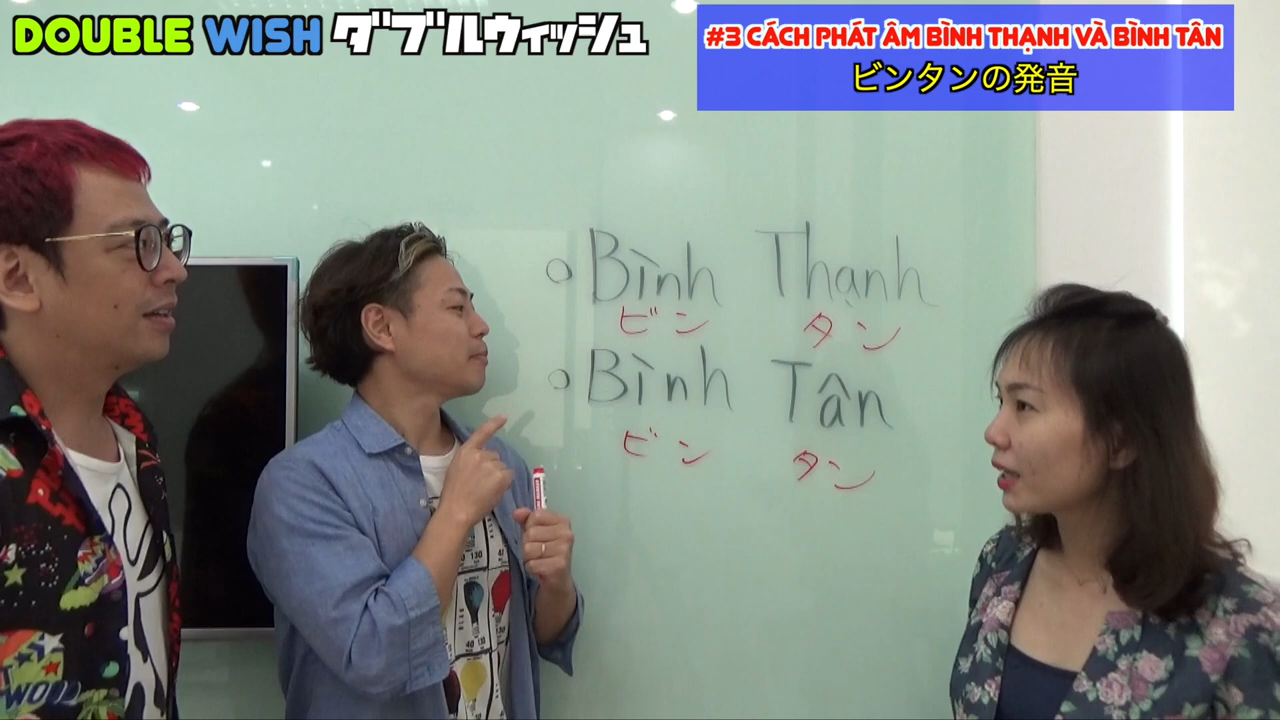 DOUBLE WISH ダブルウィッシュ
#3 CÁCH PHÁT ÂM BÌNH THẠNH VÀ BÌNH TÂN
ビンタンの発音
Bình Thạnh
ビン タン
Bình Tân
ビン タン